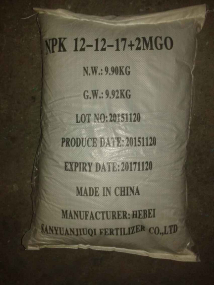 NPK 12-12-17+2MGO
N.W.: 9.90KG
G.W.: 9.92KG
LOT NO: 20151120
PRODUCE DATE: 20151120
EXPIRY DATE: 20171120
MADE IN CHINA
MANUFACTURER: HEBEI
SANYUANJIUQI FERTILIZER CO.,LTD